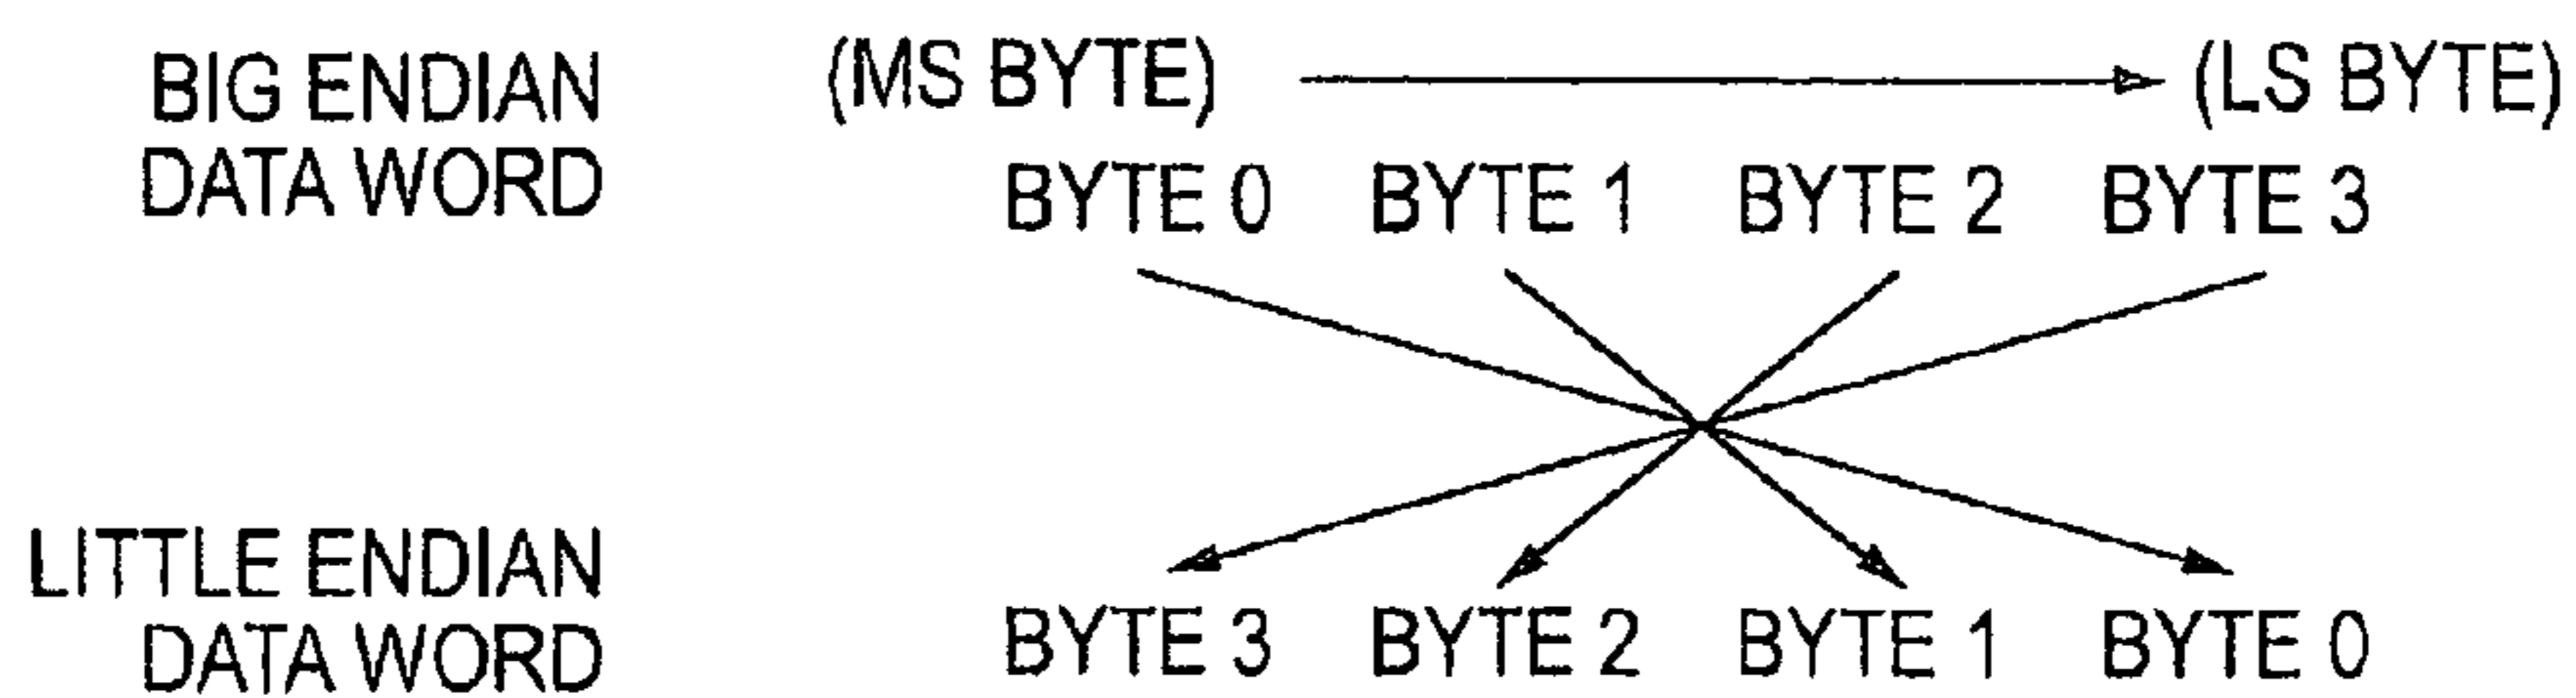 BIG ENDIAN
DATA WORD
(MS BYTE) (LS BYTE)
BYTE 0 BYTE 1 BYTE 2 BYTE 3
LITTLE ENDIAN
DATA WORD
BYTE 3 BYTE 2 BYTE 1 BYTE 0